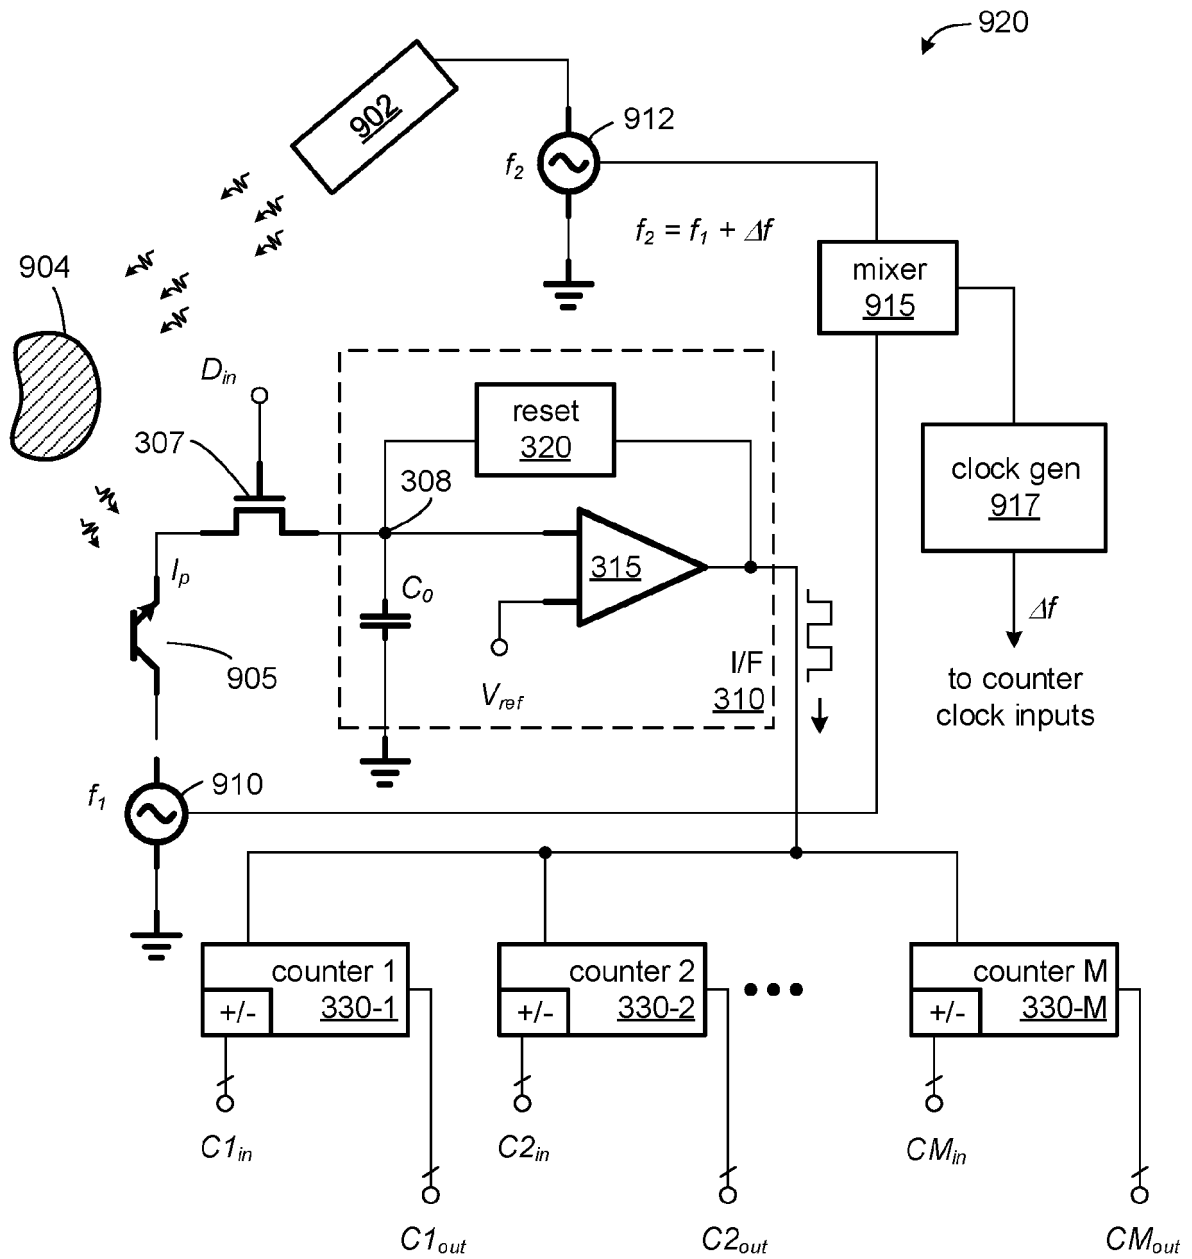 920
902
912
f2
f2 = f1 + Δf
mixer
915
904
Din
307
308
reset
320
clock gen
917
315
C0
Ip
905
Vref
I/F
310
Δf
to counter
clock inputs
f1
910
counter 1
330-1
+/-
counter 2
330-2
+/-
counter M
330-M
+/-
C1in
C2in
CMin
C1out
C2out
CMout